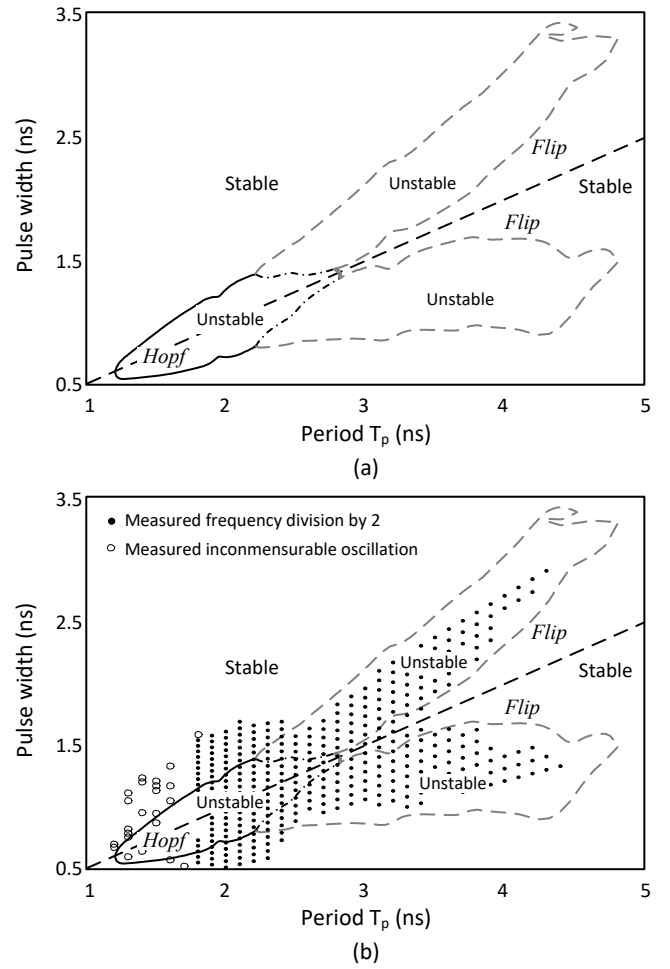 3.5
2.5
1.5
0.5
Pulse width (ns)
Stable
Unstable
Flip
Stable
Flip
Unstable
Unstable
Hopf
1 2 3 4 5
Period Tp (ns)
(a)
3.5
2.5
1.5
0.5
Pulse width (ns)
Measured frequency division by 2
Measured inconmensurable oscillation
Stable
Unstable
Flip
Stable
Flip
Unstable
Unstable
Hopf
1 2 3 4 5
Period Tp (ns)
(b)